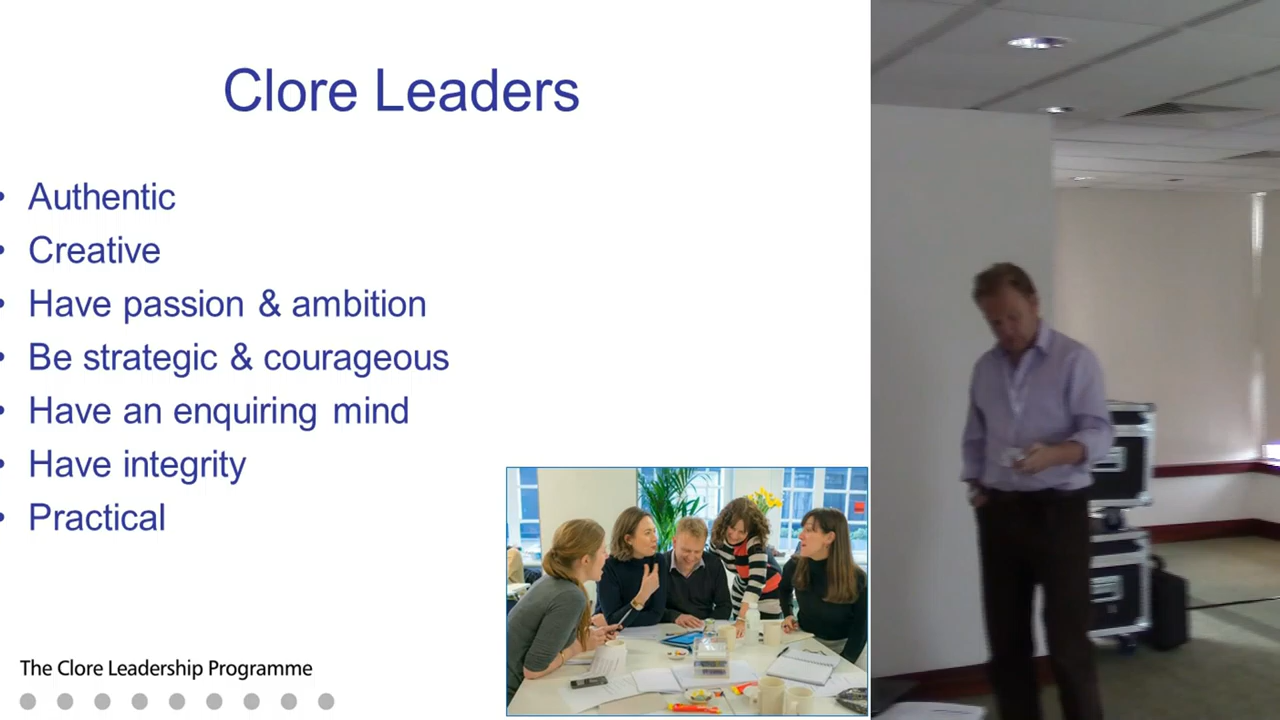 Clore Leaders
• Authentic
• Creative
• Have passion & ambition
• Be strategic & courageous
• Have an enquiring mind
• Have integrity
• Practical
The Clore Leadership Programme